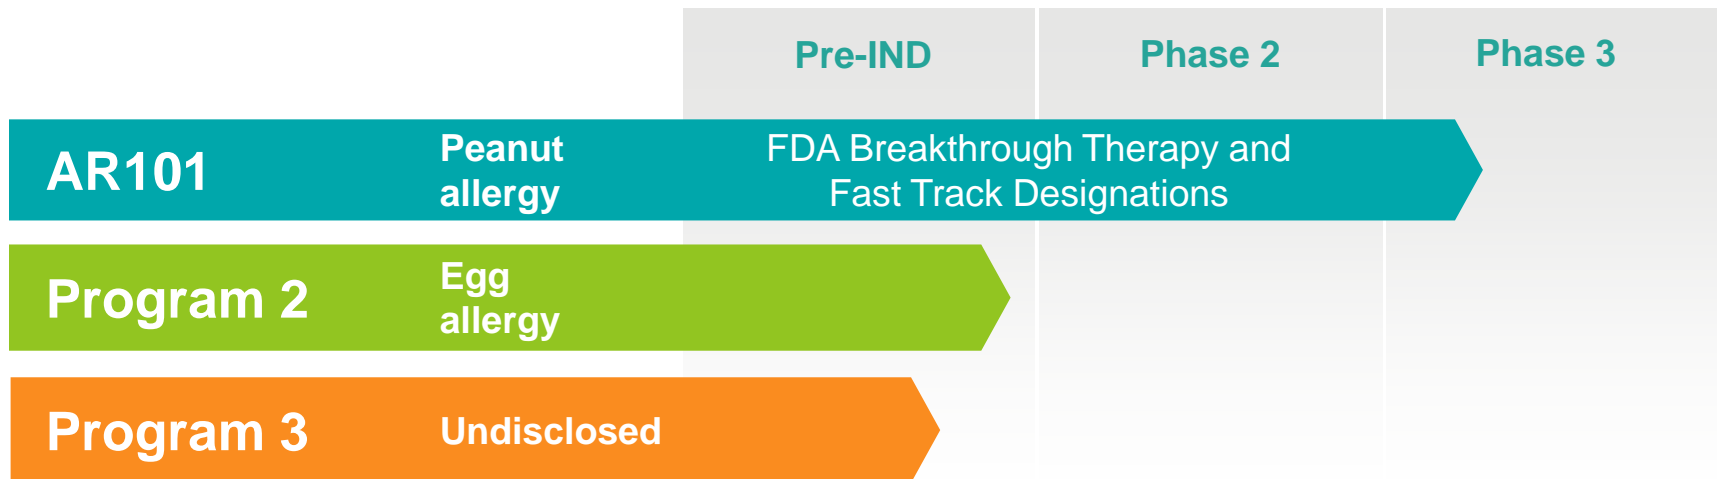 Pre-IND
Phase 2
Phase 3
AR101
Peanut
allergy
FDA Breakthrough Therapy and
Fast Track Designations
Program 2
Egg
allergy
Program 3
Undisclosed